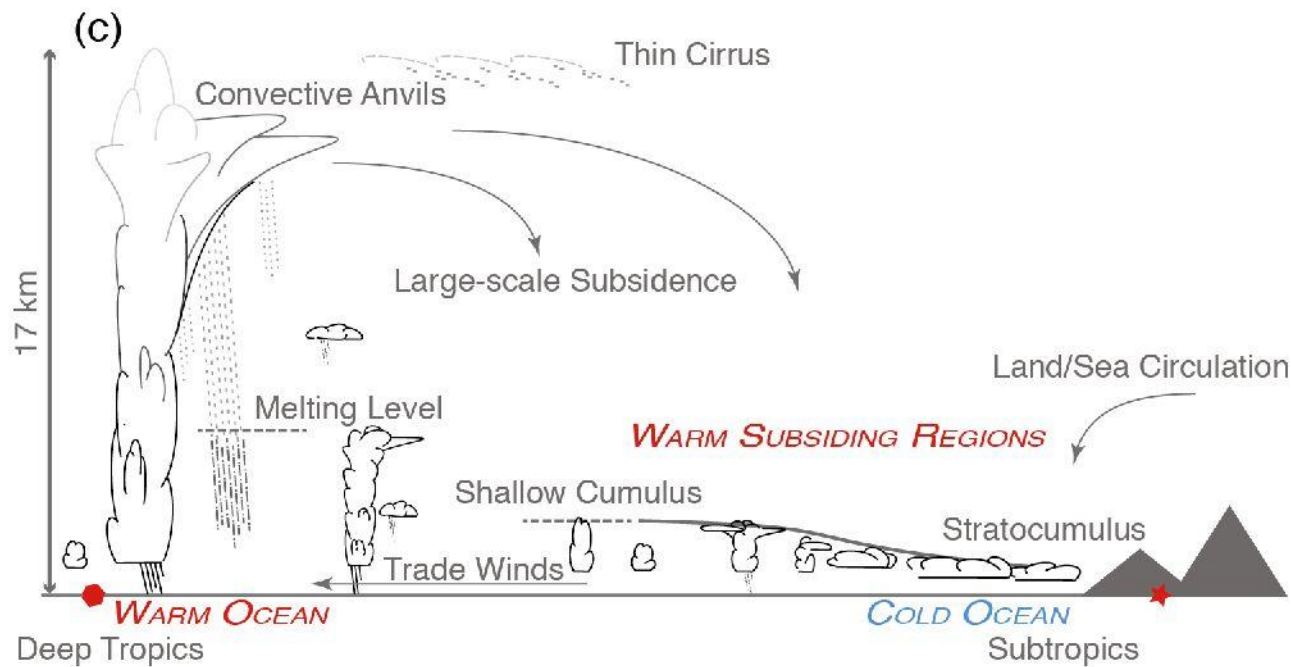 (c)
Thin Cirrus
Convective Anvils
Large-scale Subsidence
17 km
Land/Sea Circulation
Melting Level
WARM SUBSIDING REGIONS
Shallow Cumulus
Stratocumulus
Trade Winds
WARM OCEAN
COLD OCEAN
Deep Tropics
Subtropics